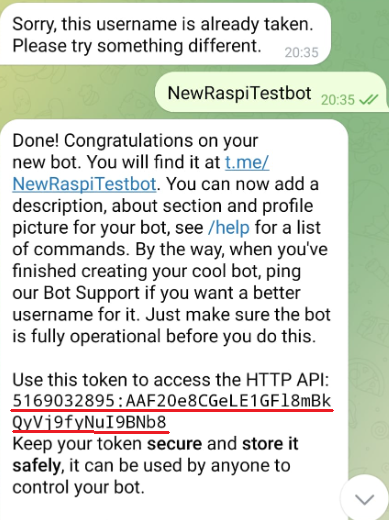 Sorry, this username is already taken.
Please try something different.
20:35
NewRaspiTestbot 20:35
Done! Congratulations on your
new bot. You will find it at t.me/
NewRaspiTestbot. You can now add a
description, about section and profile
picture for your bot, see /help for a list
of commands. By the way, when you've
finished creating your cool bot, ping
our Bot Support if you want a better
username for it. Just make sure the bot
is fully operational before you do this.
Use this token to access the HTTP API:
5169032895:AAF20e8CGeLE1GFl8mBk
QyVj9fyNuI9BNb8
Keep your token secure and store it
safely, it can be used by anyone to
control your bot.